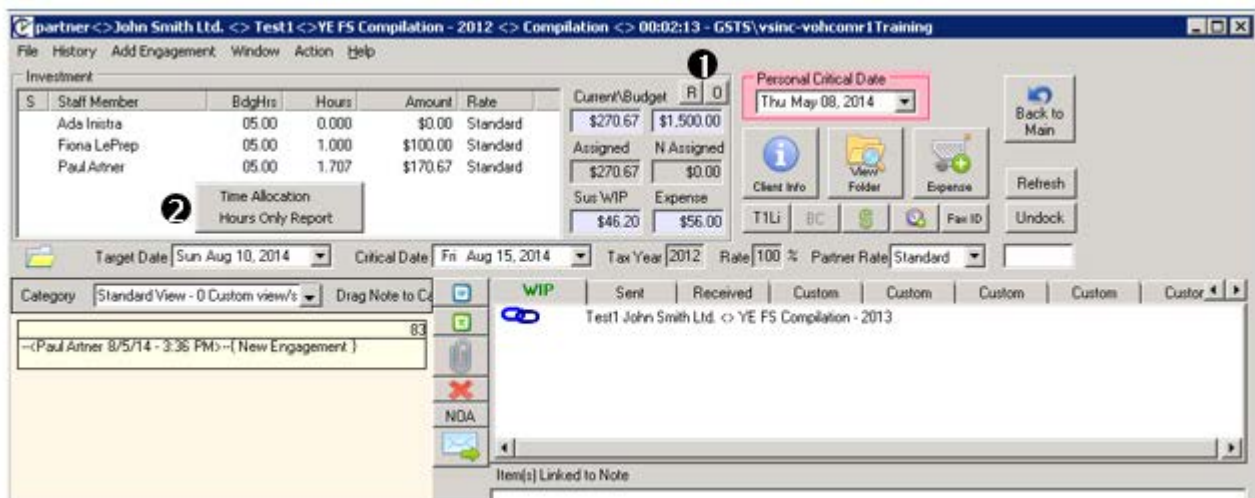 partner<>John Smith Ltd. <> Test1<>YE FS Compilation - 2012 <> Compilation <> 00:02:13 - GSTS\vsinc-vohcomr1Training
File History Add Engagement Window Action Help
Investment
S Staff Member BdgHrs Hours Amount Rate
Ada Inistra 05.00 0.000 $0.00 Standard
Fiona LePrep 05.00 1.000 $100.00 Standard
Paul Artner 05.00 1.707 $170.67 Standard
Time Allocation
Hours Only Report
1
2
Current\Budget R O
$270.67 $1,500.00
Assigned N Assigned
$270.67 $0.00
Sus WIP Expense
$46.20 $56.00
Personal Critical Date
Thu May 08, 2014
Client Info View Folder Expense
T1Li BC Fax ID
Back to Main
Refresh
Undock
Target Date Sun Aug 10, 2014 Critical Date Fri Aug 15, 2014 Tax Year 2012 Rate 100 % Partner Rate Standard
Category Standard View - 0 Custom view/s Drag Note to Ca
83
--<Paul Artner 8/5/14 - 3:36 PM>--{ New Engagement }
NOA
WIP Sent Received Custom Custom Custom Custom Custor
Test1 John Smith Ltd. <> YE FS Compilation - 2013
Item(s) Linked to Note